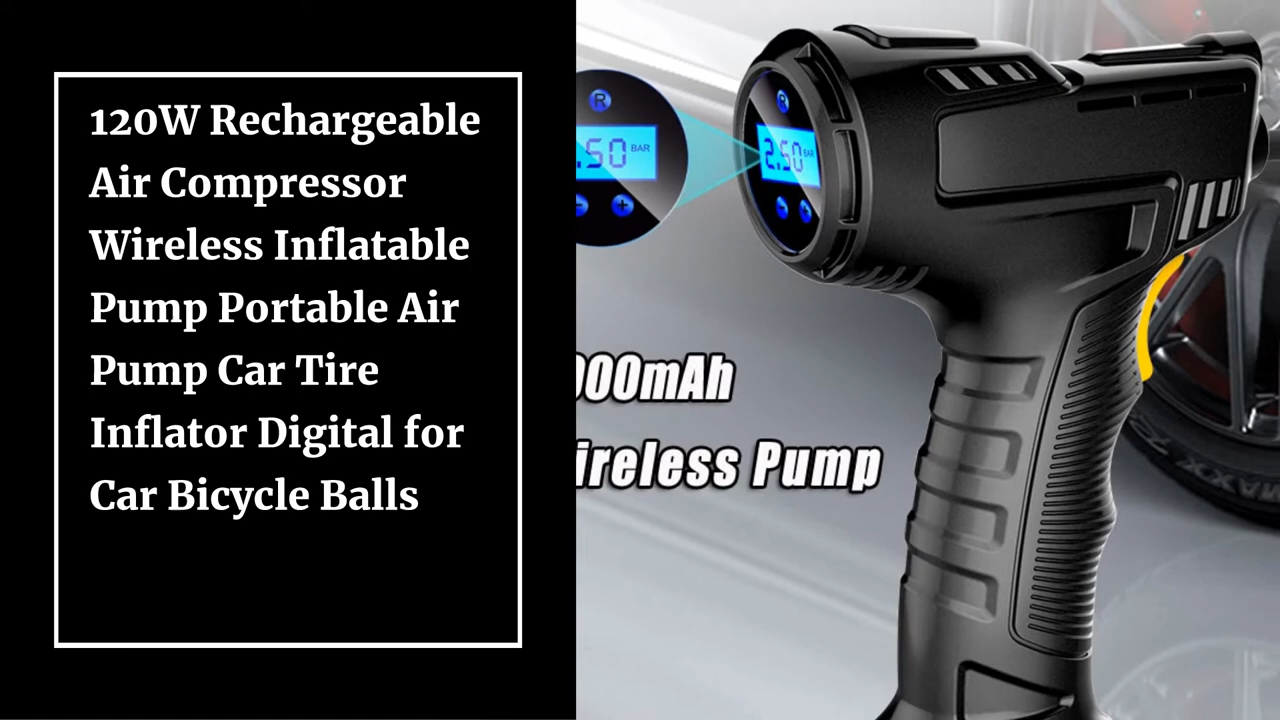 120W Rechargeable
Air Compressor
Wireless Inflatable
Pump Portable Air
Pump Car Tire
Inflator Digital for
Car Bicycle Balls
R
.50 BAR
- +
R
2.50 BAR
- +
000mAh
ireless Pump